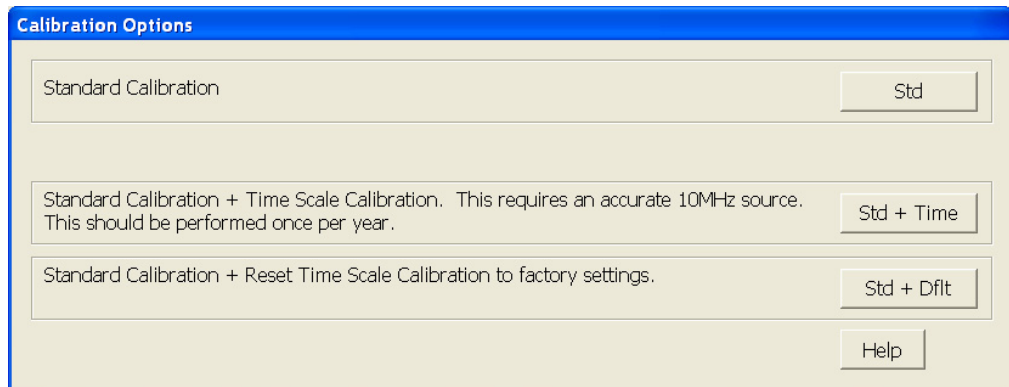 Calibration Options
Standard Calibration
Std
Standard Calibration + Time Scale Calibration.  This requires an accurate 10MHz source.
This should be performed once per year.
Std + Time
Standard Calibration + Reset Time Scale Calibration to factory settings.
Std + Dflt
Help